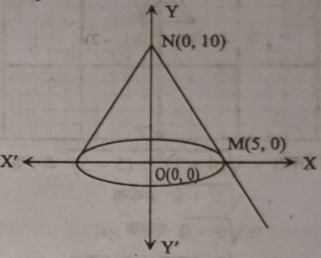 Y
N(0, 10)
M(5, 0)
X' X
O(0, 0)
Y'